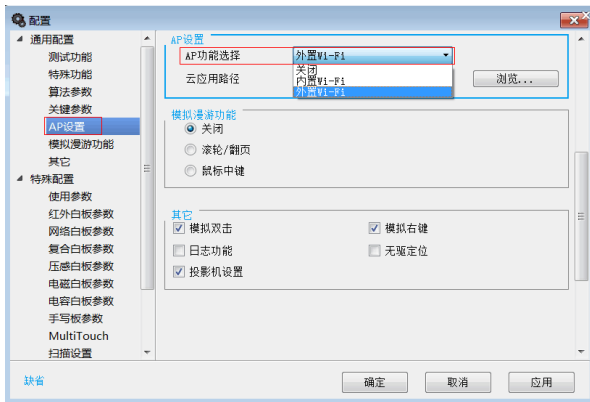 配置
通用配置
测试功能
特殊功能
算法参数
关键参数
AP设置
模拟漫游功能
其它
特殊配置
使用参数
红外白板参数
网络白板参数
复合白板参数
压感白板参数
电磁白板参数
电容白板参数
手写板参数
MultiTouch
扫描设置
AP设置
AP功能选择 外置Wi-Fi
关闭
内置Wi-Fi
外置Wi-Fi
云应用路径 浏览...
模拟漫游功能
关闭
滚轮/翻页
鼠标中键
其它
模拟双击 模拟右键
日志功能 无驱定位
投影机设置
缺省 确定 取消 应用